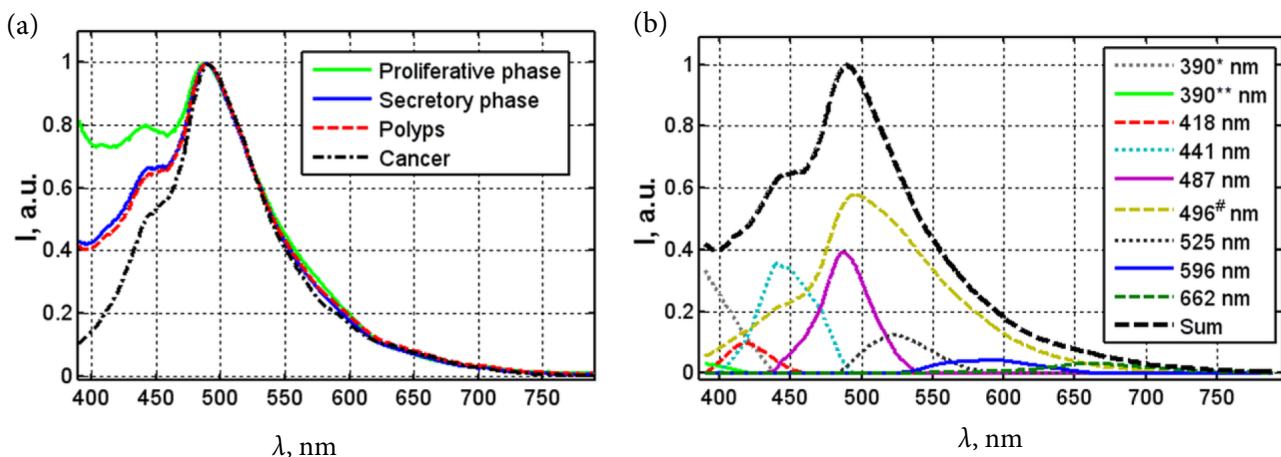 (a)
1
0.8
0.6
0.4
0.2
0
I, a.u.
Proliferative phase
Secretory phase
Polyps
Cancer
400 450 500 550 600 650 700 750
λ, nm
(b)
1
0.8
0.6
0.4
0.2
0
I, a.u.
390* nm
390** nm
418 nm
441 nm
487 nm
496# nm
525 nm
596 nm
662 nm
Sum
400 450 500 550 600 650 700 750
λ, nm